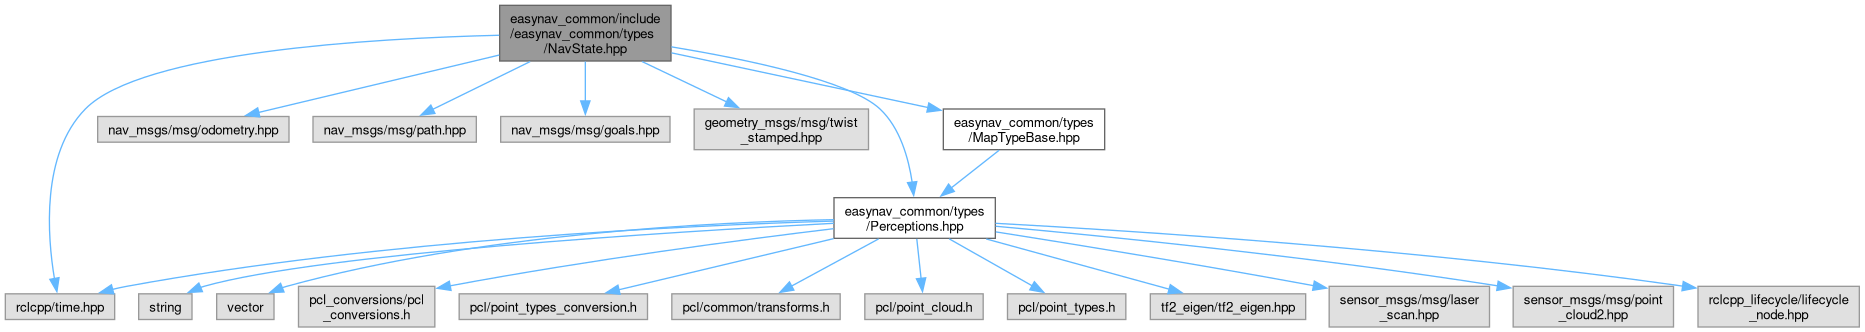 easynav_common/include
/easynav_common/types
/NavState.hpp
nav_msgs/msg/odometry.hpp
nav_msgs/msg/path.hpp
nav_msgs/msg/goals.hpp
geometry_msgs/msg/twist
_stamped.hpp
easynav_common/types
/MapTypeBase.hpp
easynav_common/types
/Perceptions.hpp
rclcpp/time.hpp
string
vector
pcl_conversions/pcl
_conversions.h
pcl/point_types_conversion.h
pcl/common/transforms.h
pcl/point_cloud.h
pcl/point_types.h
tf2_eigen/tf2_eigen.hpp
sensor_msgs/msg/laser
_scan.hpp
sensor_msgs/msg/point
_cloud2.hpp
rclcpp_lifecycle/lifecycle
_node.hpp